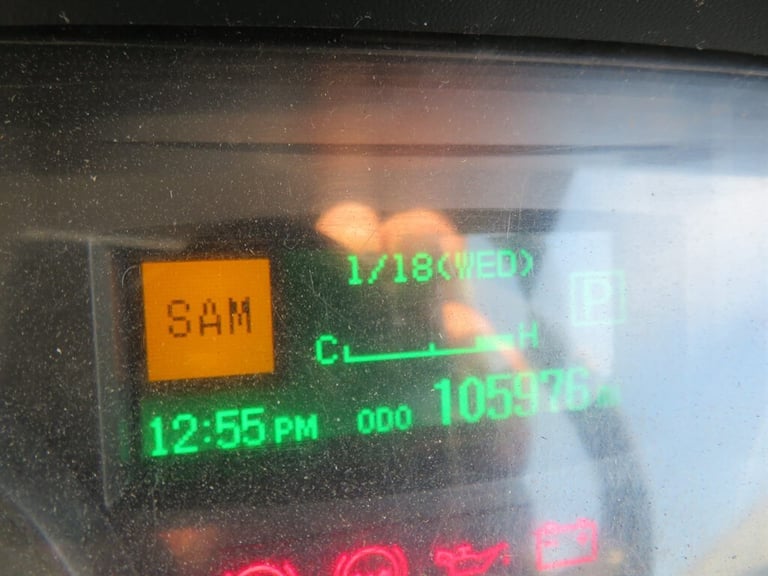 1/18(WED)
SAM
P
C H
12:55 PM ODO 105976